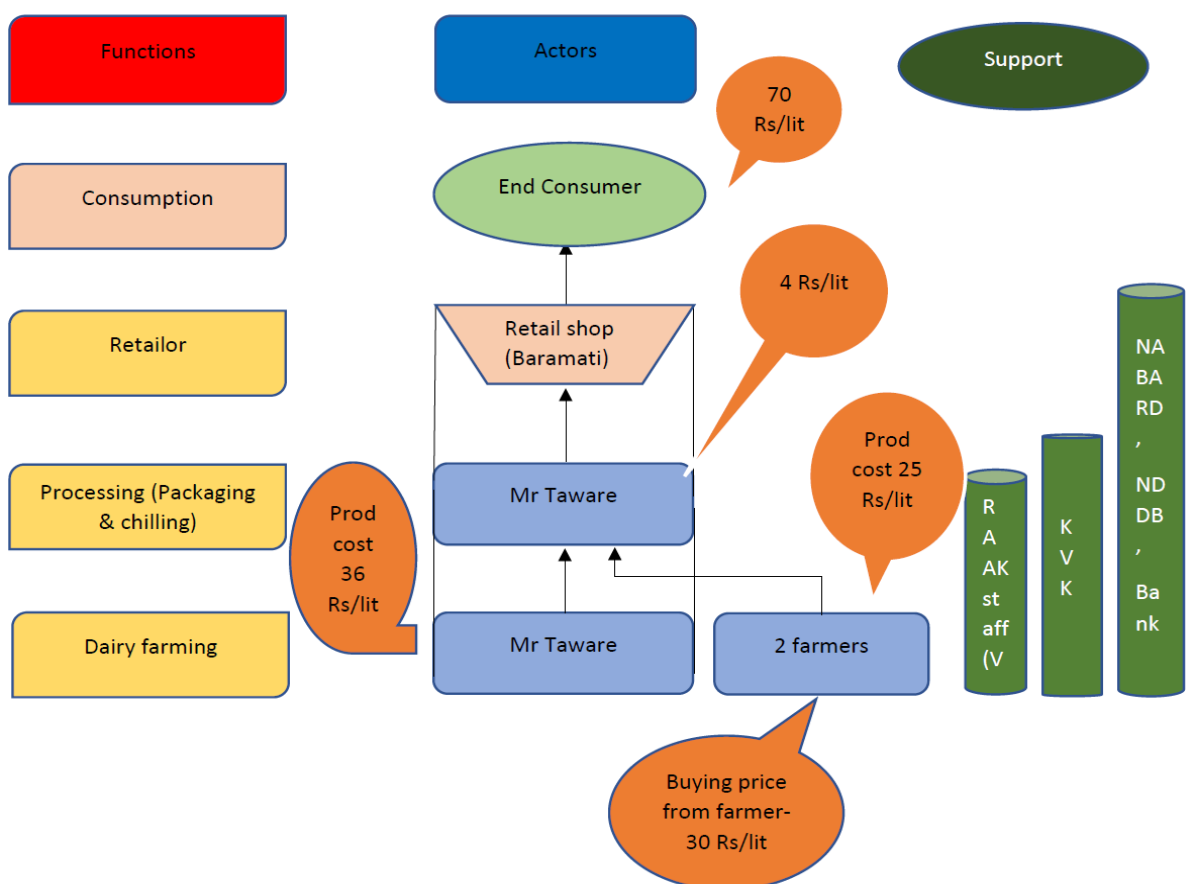 Functions
Actors
Support
70
Rs/lit
Consumption
End Consumer
4 Rs/lit
Retailor
Retail shop
(Baramati)
Processing (Packaging
& chilling)
Prod
cost
36
Rs/lit
Mr Taware
Prod
cost 25
Rs/lit
Dairy farming
Mr Taware
2 farmers
Buying price
from farmer-
30 Rs/lit
R
A
AK
st
aff
(V
K
V
K
NA
BA
RD
,
ND
DB
,
Ba
nk